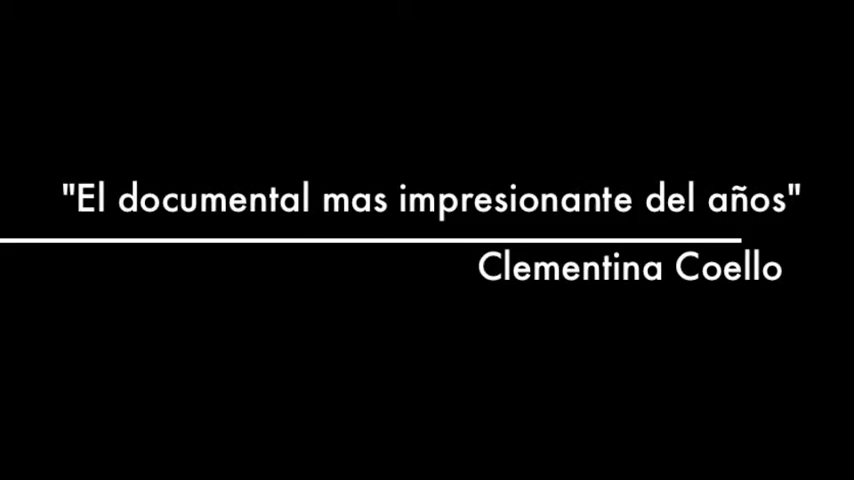 "El documental mas impresionante del años"
Clementina Coello